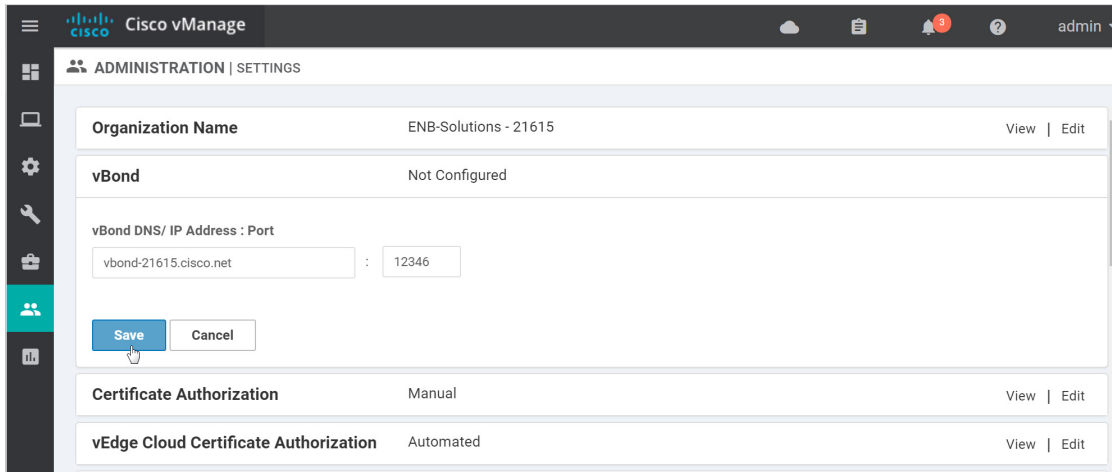 cisco Cisco vManage 3 admin
ADMINISTRATION | SETTINGS
Organization Name ENB-Solutions - 21615 View | Edit
vBond Not Configured
vBond DNS/ IP Address : Port
vbond-21615.cisco.net : 12346
Save Cancel
Certificate Authorization Manual View | Edit
vEdge Cloud Certificate Authorization Automated View | Edit